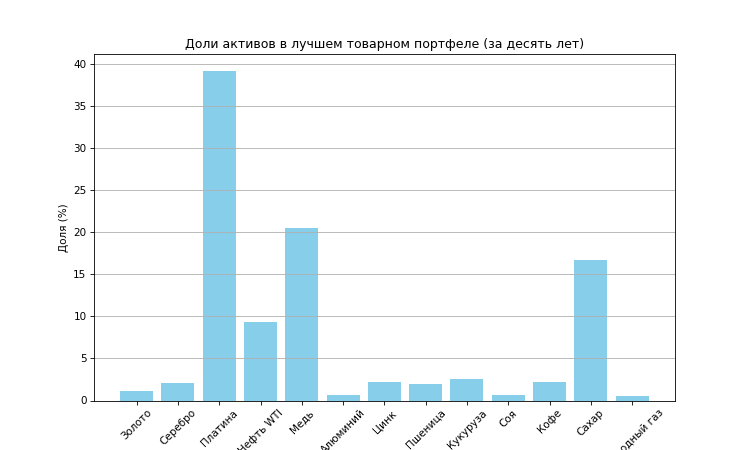 Доли активов в лучшем товарном портфеле (за десять лет)
Доля (%)
40
35
30
25
20
15
10
5
0
Золото
Серебро
Платина
Нефть WTI
Медь
Алюминий
Цинк
Пшеница
Кукуруза
Соя
Кофе
Сахар
газ